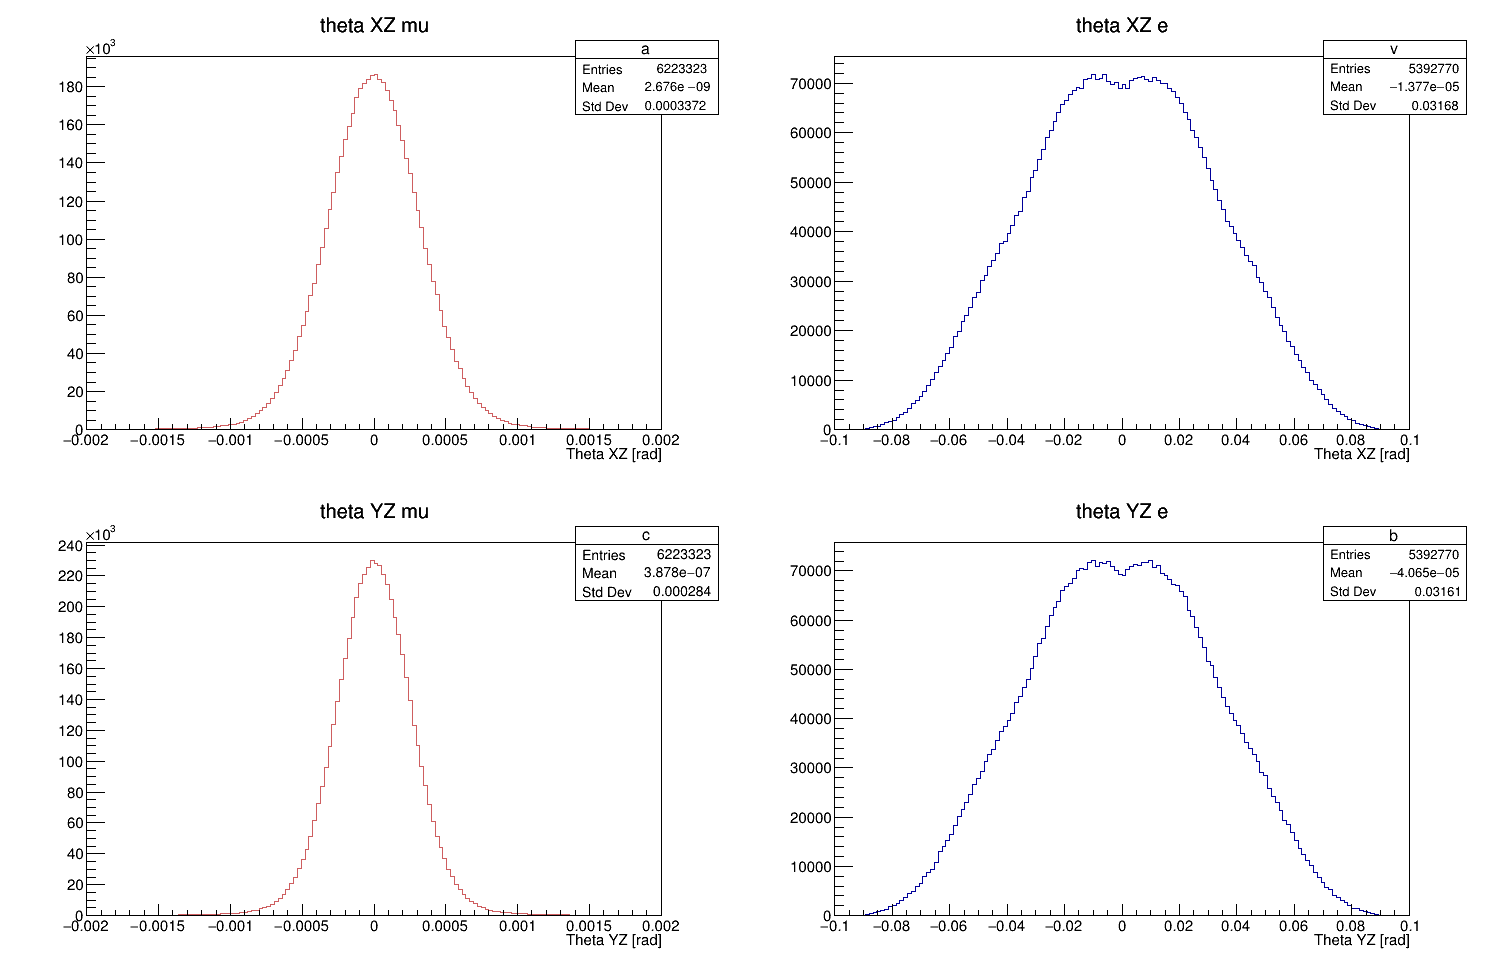 theta XZ mu
×10³
a
Entries 6223323
Mean 2.676e−09
Std Dev 0.0003372
180
160
140
120
100
80
60
40
20
0
−0.002 −0.0015 −0.001 −0.0005 0 0.0005 0.001 0.0015 0.002
Theta XZ [rad]
theta XZ e
v
Entries 5392770
Mean −1.377e−05
Std Dev 0.03168
70000
60000
50000
40000
30000
20000
10000
0
−0.1 −0.08 −0.06 −0.04 −0.02 0 0.02 0.04 0.06 0.08 0.1
Theta XZ [rad]
theta YZ mu
×10³
c
Entries 6223323
Mean 3.878e−07
Std Dev 0.000284
240
220
200
180
160
140
120
100
80
60
40
20
0
−0.002 −0.0015 −0.001 −0.0005 0 0.0005 0.001 0.0015 0.002
Theta YZ [rad]
theta YZ e
b
Entries 5392770
Mean −4.065e−05
Std Dev 0.03161
70000
60000
50000
40000
30000
20000
10000
0
−0.1 −0.08 −0.06 −0.04 −0.02 0 0.02 0.04 0.06 0.08 0.1
Theta YZ [rad]